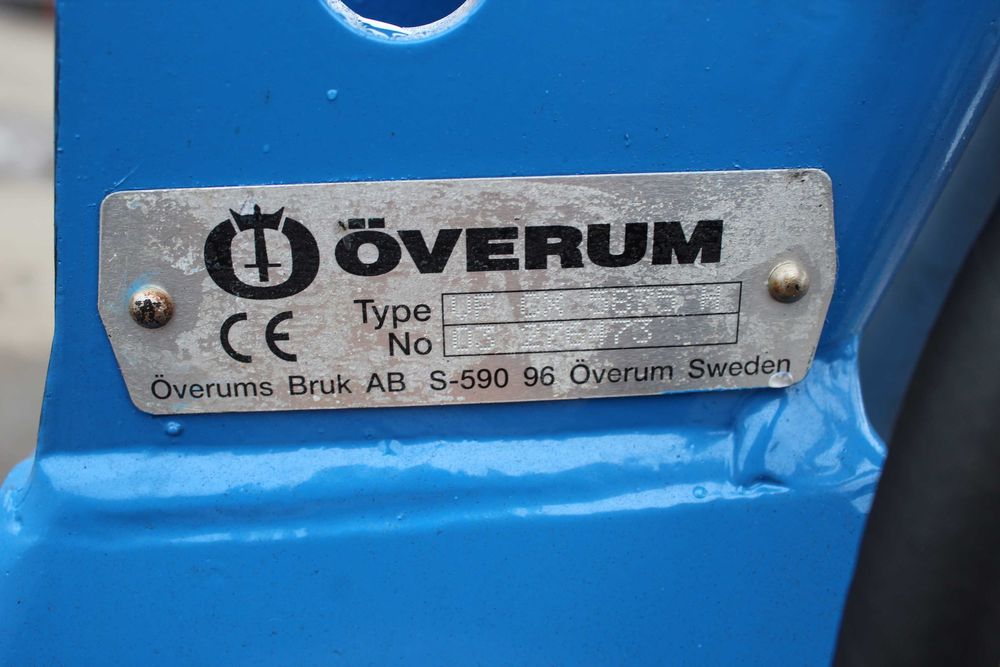 ÖVERUM
CE
Type
No
Överums Bruk AB S-590 96 Överum Sweden